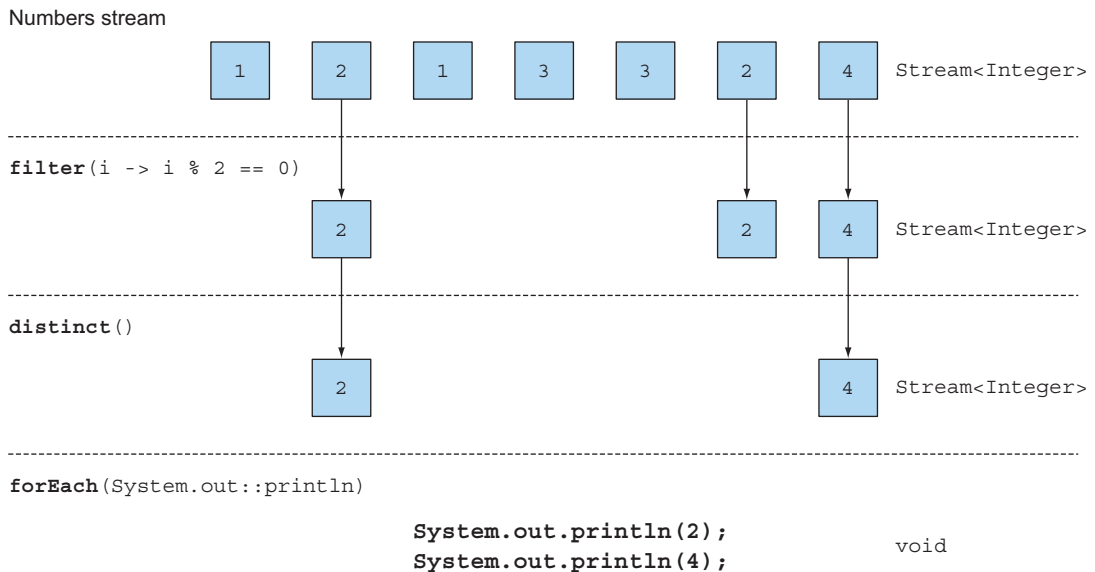 Numbers stream
1 2 1 3 3 2 4 Stream<Integer>
filter(i -> i % 2 == 0)
2 2 4 Stream<Integer>
distinct()
2 4 Stream<Integer>
forEach(System.out::println)
System.out.println(2);
System.out.println(4);
void